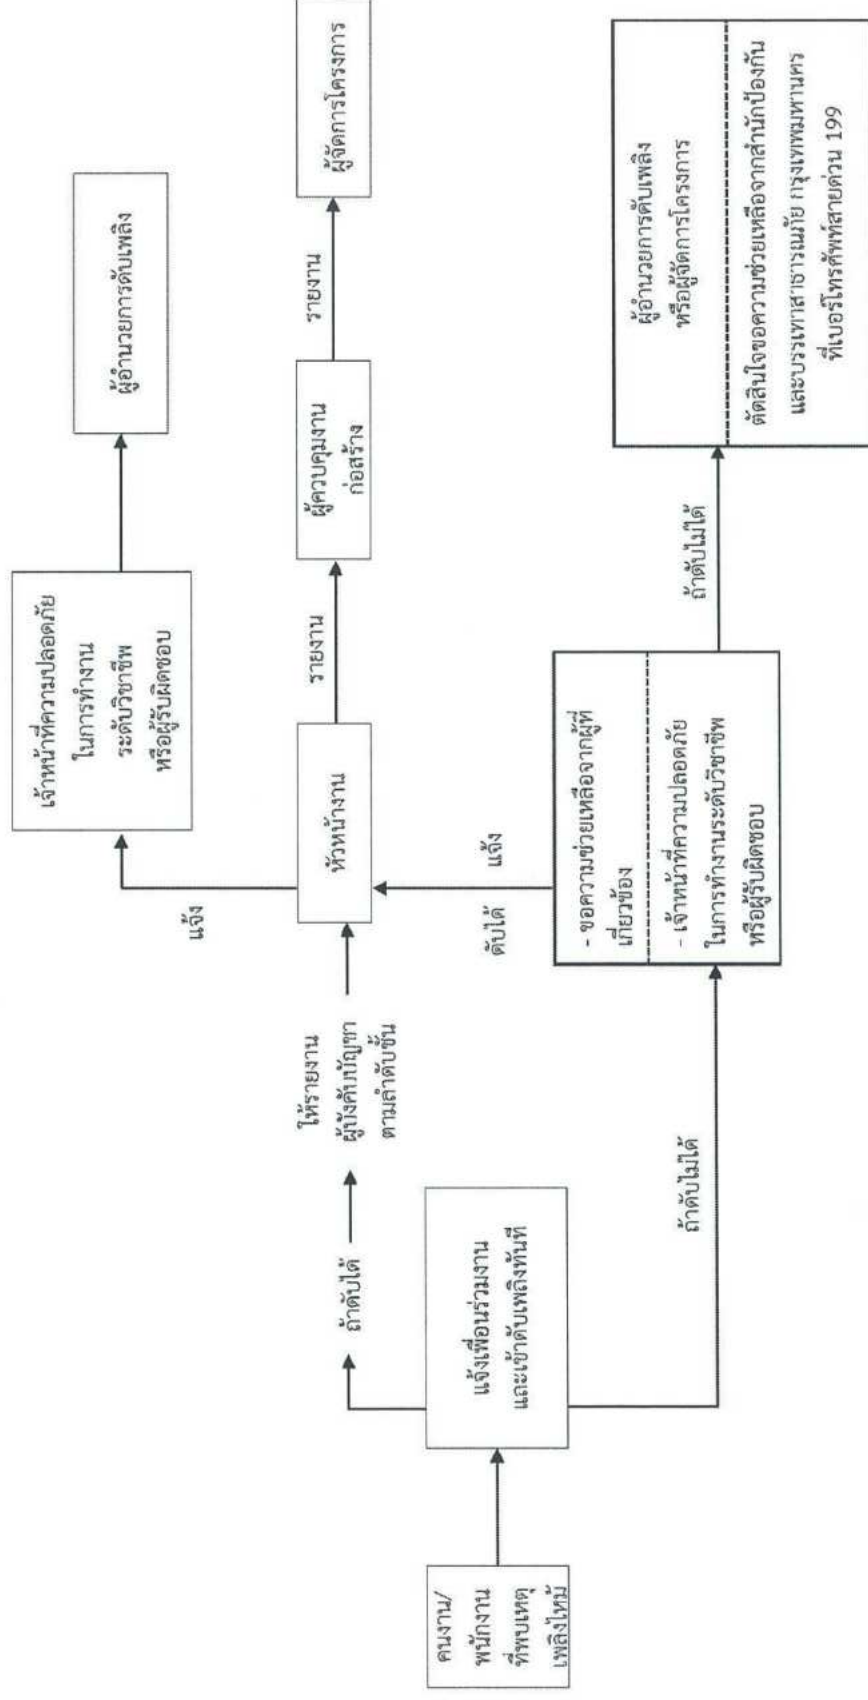 คนงาน/
พนักงาน
ที่พบเหตุ
เพลิงไหม้
แจ้งเพื่อนร่วมงาน
และเข้าดับเพลิงทันที
ถ้าดับได้
ให้รายงาน
ผู้บังคับบัญชา
ตามลำดับชั้น
หัวหน้างาน
แจ้ง
เจ้าหน้าที่ความปลอดภัย
ในการทำงาน
ระดับวิชาชีพ
หรือผู้รับผิดชอบ
ผู้อำนวยการดับเพลิง
รายงาน
ผู้ควบคุมงาน
ก่อสร้าง
รายงาน
ผู้จัดการโครงการ
ถ้าดับไม่ได้
- ขอความช่วยเหลือจากผู้ที่
เกี่ยวข้อง
- เจ้าหน้าที่ความปลอดภัย
ในการทำงานระดับวิชาชีพ
หรือผู้รับผิดชอบ
ดับได้
แจ้ง
ถ้าดับไม่ได้
ผู้อำนวยการดับเพลิง
หรือผู้จัดการโครงการ
ตัดสินใจขอความช่วยเหลือจากสำนักป้องกัน
และบรรเทาสาธารณภัย กรุงเทพมหานคร
ที่เบอร์โทรศัพท์สายด่วน 199